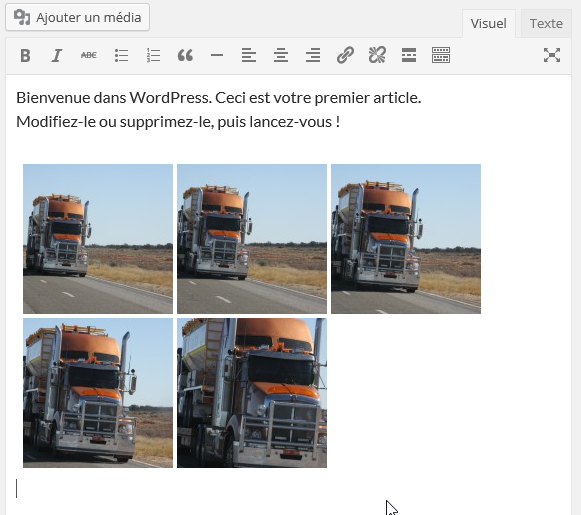 Ajouter un média
Visuel
Texte
B I ABC
Bienvenue dans WordPress. Ceci est votre premier article.
Modifiez-le ou supprimez-le, puis lancez-vous !